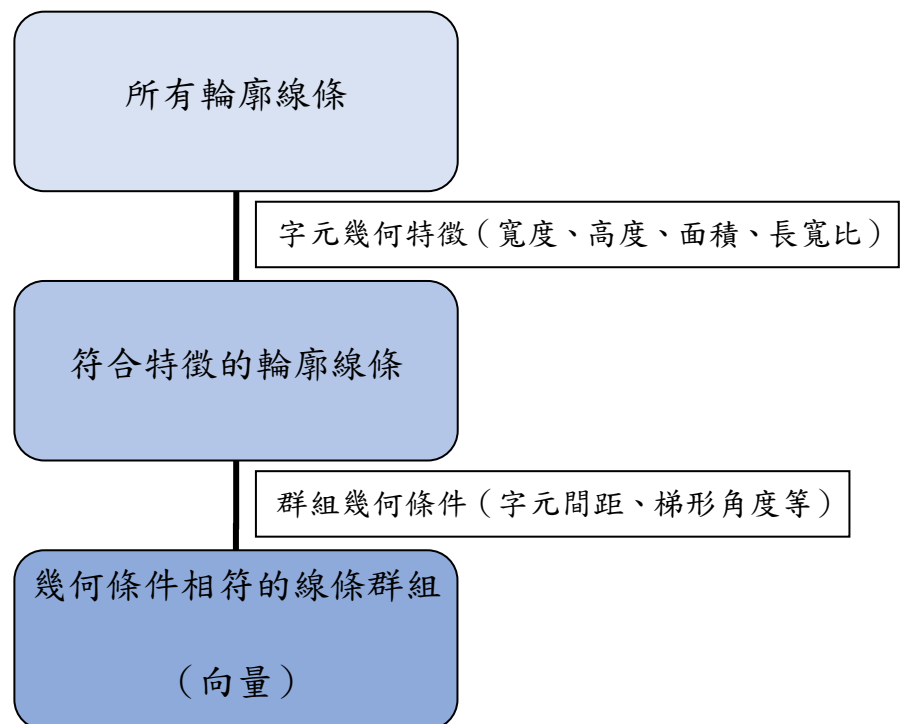 所有輪廓線條
字元幾何特徵（寬度、高度、面積、長寬比）
符合特徵的輪廓線條
群組幾何條件（字元間距、梯形角度等）
幾何條件相符的線條群組
（向量）